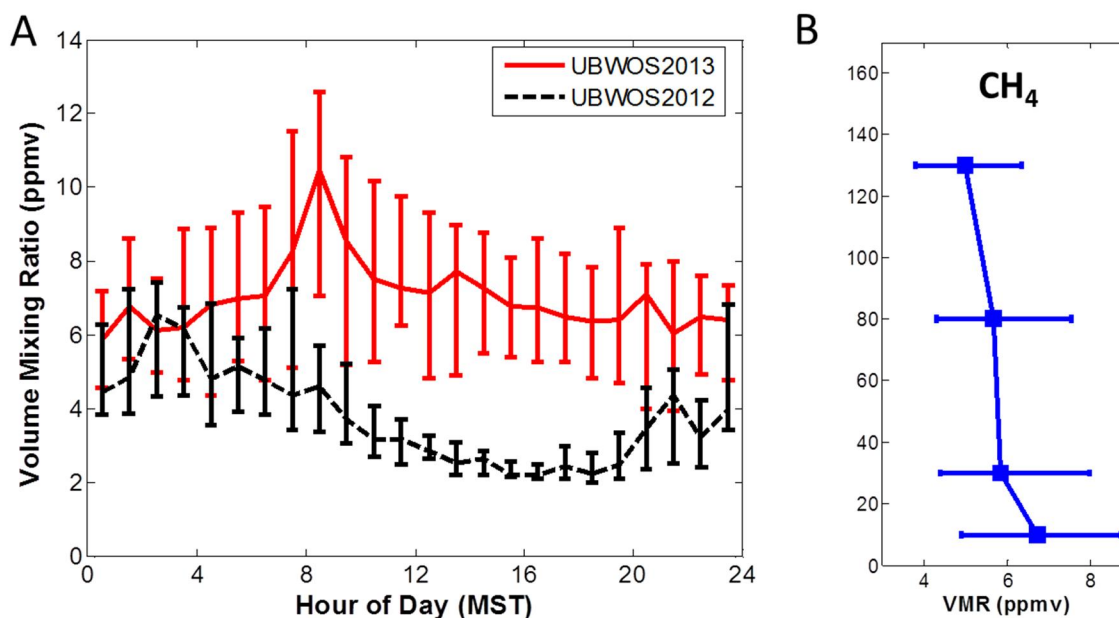 A
14
12
10
8
6
4
2
0
Volume Mixing Ratio (ppmv)
UBWOS2013
UBWOS2012
0 4 8 12 16 20 24
Hour of Day (MST)
B
CH4
160
140
120
100
80
60
40
20
0
4 6 8
VMR (ppmv)